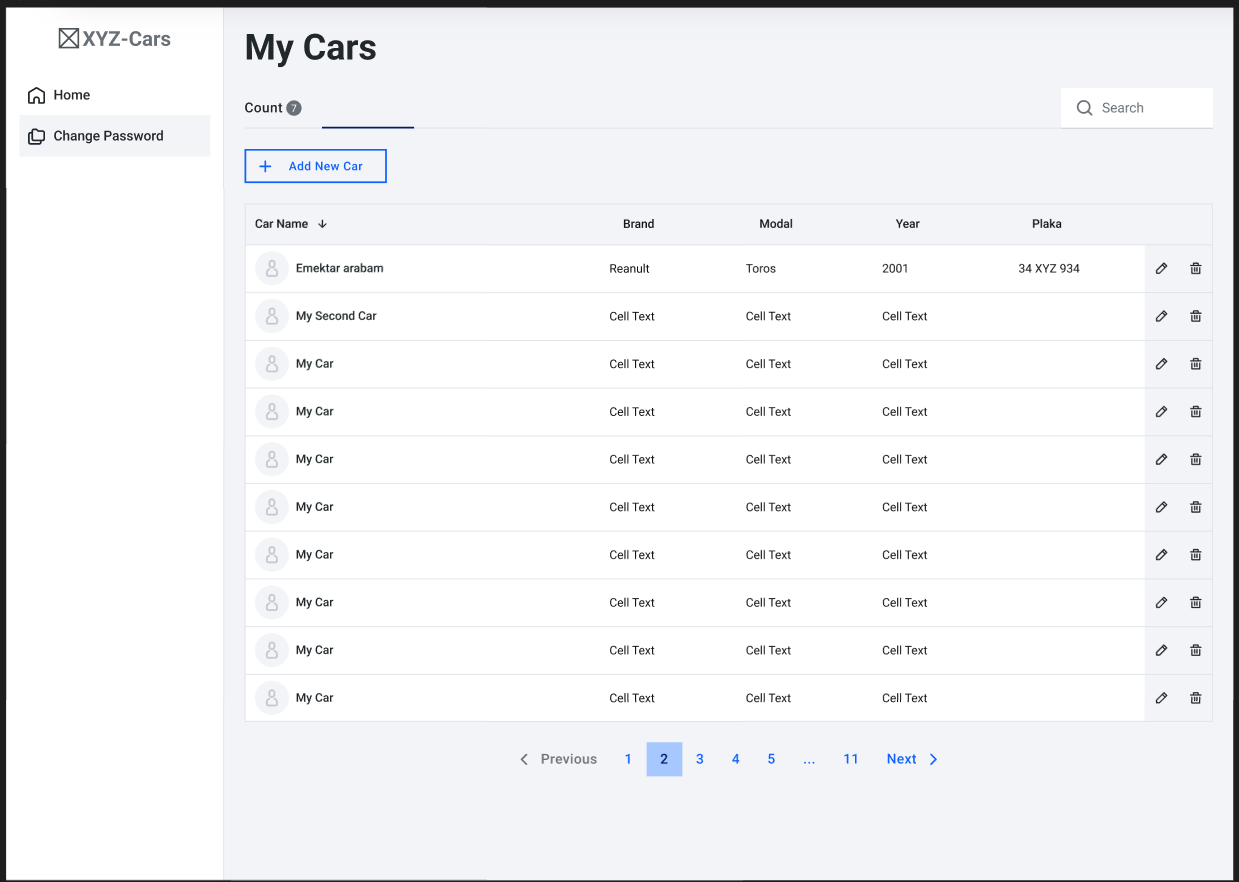 XYZ-Cars
My Cars
Home
Change Password
Count 7
Search
Add New Car
Car Name Brand Modal Year Plaka
Emektar arabam Reanult Toros 2001 34 XYZ 934
My Second Car Cell Text Cell Text Cell Text
My Car Cell Text Cell Text Cell Text
My Car Cell Text Cell Text Cell Text
My Car Cell Text Cell Text Cell Text
My Car Cell Text Cell Text Cell Text
My Car Cell Text Cell Text Cell Text
My Car Cell Text Cell Text Cell Text
My Car Cell Text Cell Text Cell Text
My Car Cell Text Cell Text Cell Text
Previous 1 2 3 4 5 ... 11 Next